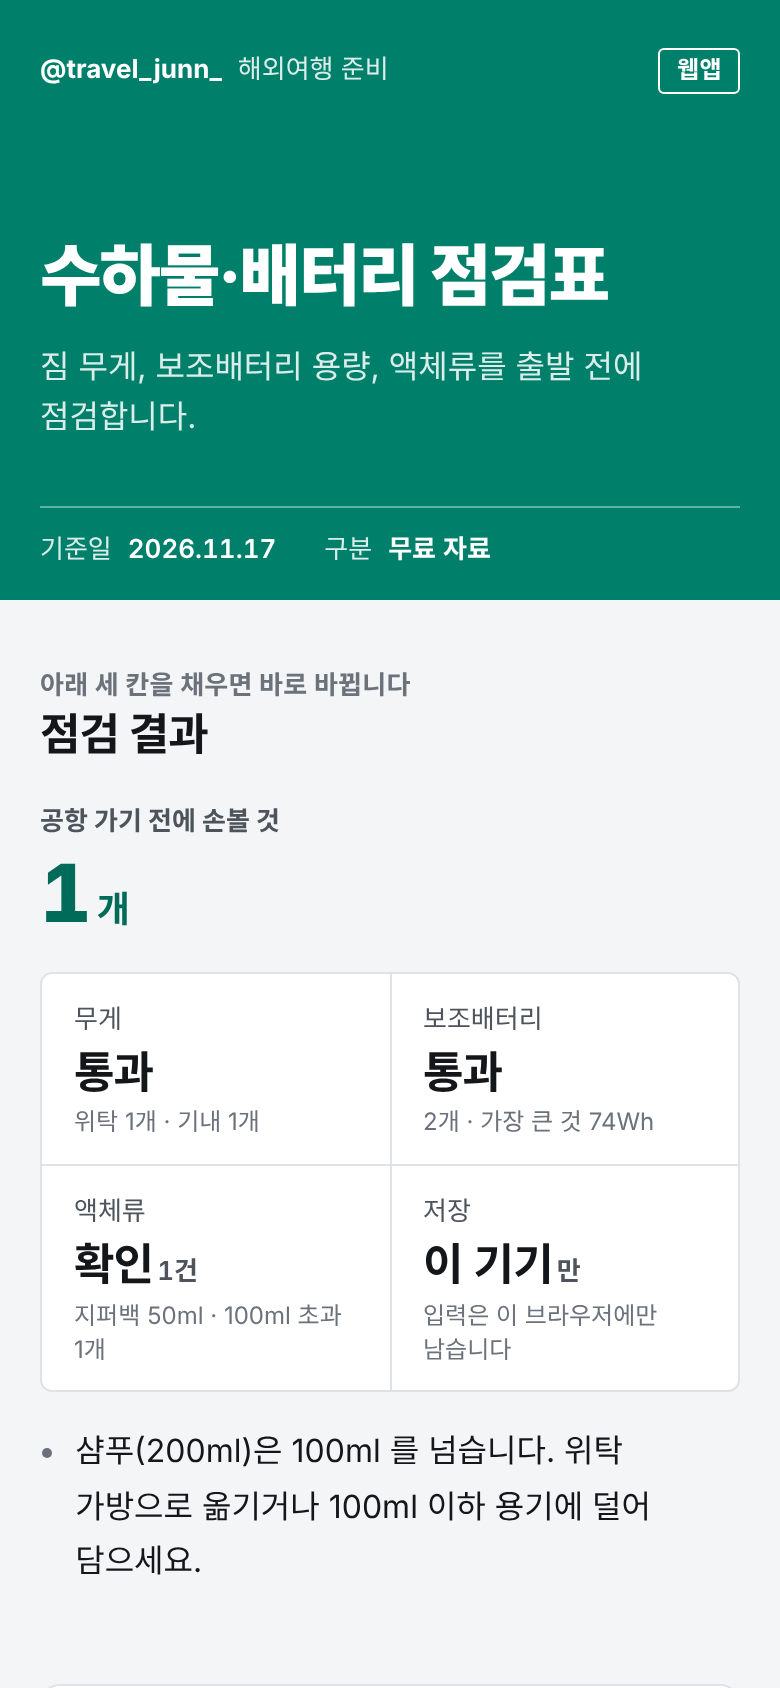 @travel_junn_ 해외여행 준비
웹앱
수하물·배터리 점검표
짐 무게, 보조배터리 용량, 액체류를 출발 전에
점검합니다.
기준일 2026.11.17 구분 무료 자료
아래 세 칸을 채우면 바로 바뀝니다
점검 결과
공항 가기 전에 손볼 것
1 개
무게
통과
위탁 1개 · 기내 1개
보조배터리
통과
2개 · 가장 큰 것 74Wh
액체류
확인 1건
지퍼백 50ml · 100ml 초과
1개
저장
이 기기 만
입력은 이 브라우저에만
남습니다
• 샴푸(200ml)은 100ml 를 넘습니다. 위탁
가방으로 옮기거나 100ml 이하 용기에 덜어
담으세요.